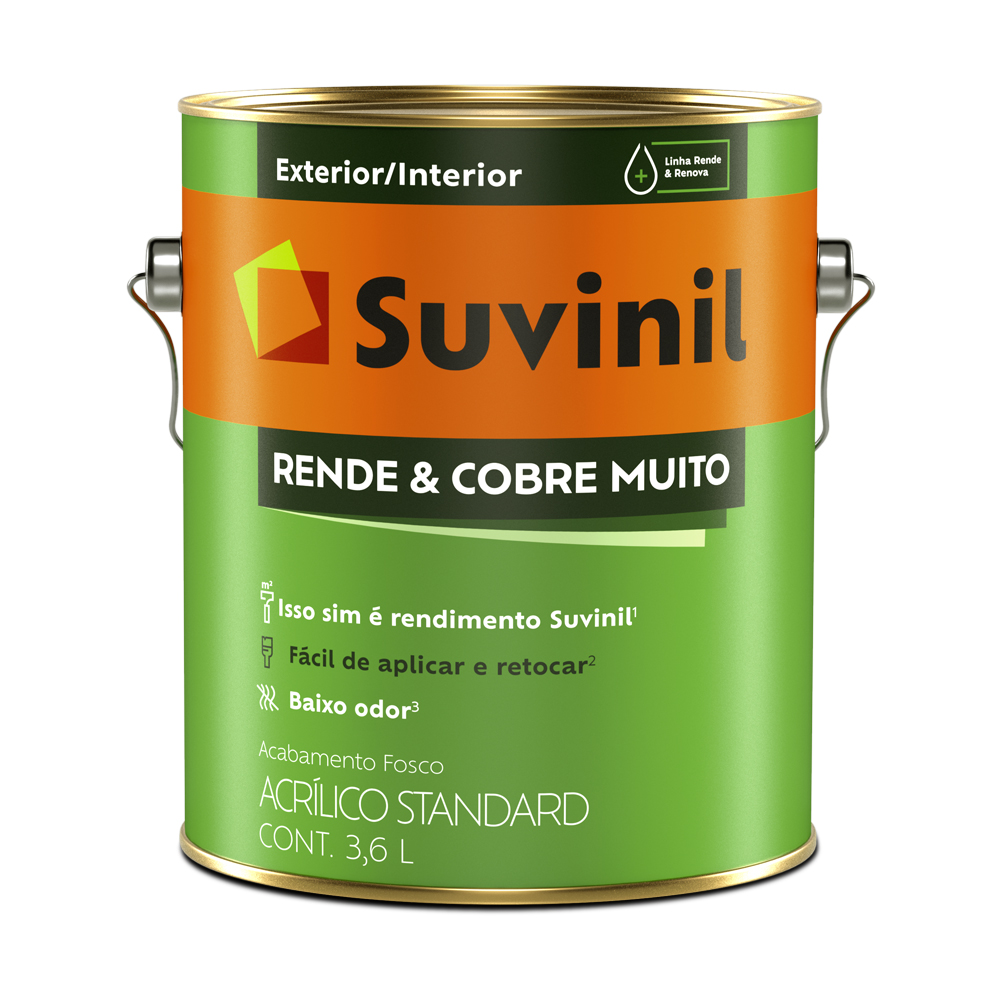 Exterior/Interior
Linha Rende
& Renova
Suvinil
RENDE & COBRE MUITO
m²
Isso sim é rendimento Suvinil¹
Fácil de aplicar e retocar²
Baixo odor³
Acabamento Fosco
ACRÍLICO STANDARD
CONT. 3,6 L